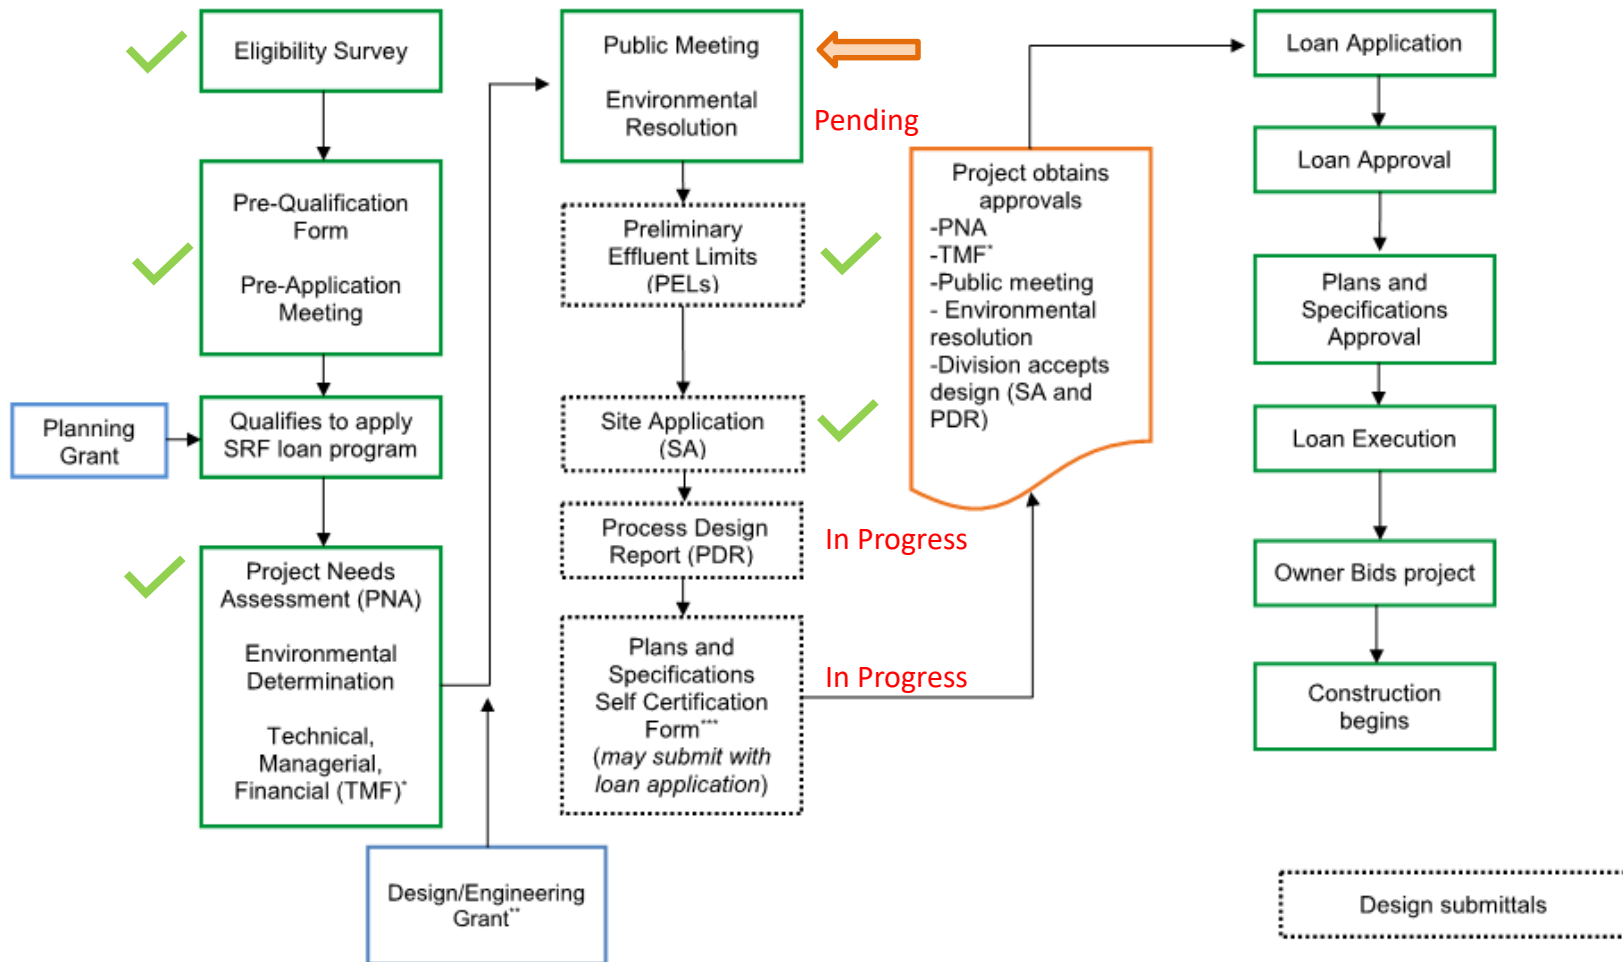 Eligibility Survey
Pre-Qualification
Form
Pre-Application
Meeting
Planning
Grant
Qualifies to apply
SRF loan program
Project Needs
Assessment (PNA)
Environmental
Determination
Technical,
Managerial,
Financial (TMF)*
Design/Engineering
Grant**
Public Meeting
Environmental
Resolution
Pending
Preliminary
Effluent Limits
(PELs)
Site Application
(SA)
Process Design
Report (PDR)
In Progress
Plans and
Specifications
Self Certification
Form***
(may submit with
loan application)
In Progress
Project obtains
approvals
-PNA
-TMF*
-Public meeting
- Environmental
resolution
-Division accepts
design (SA and
PDR)
Loan Application
Loan Approval
Plans and
Specifications
Approval
Loan Execution
Owner Bids project
Construction
begins
Design submittals